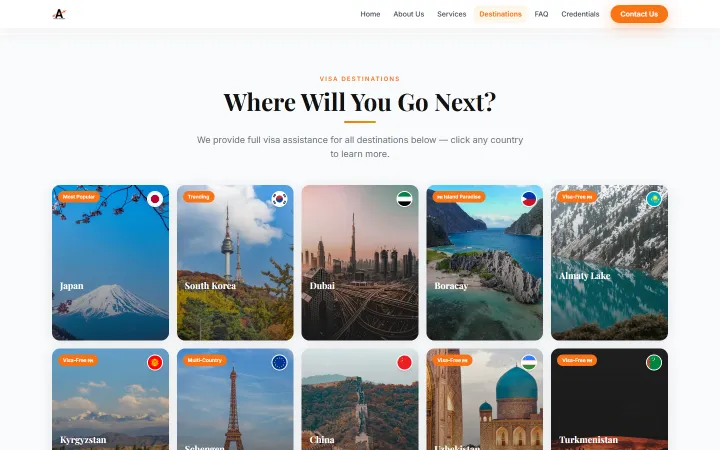 A
Home
About Us
Services
Destinations
FAQ
Credentials
Contact Us
VISA DESTINATIONS
Where Will You Go Next?
We provide full visa assistance for all destinations below — click any country
to learn more.
Most Popular
Trending
Island Paradise
Visa-Free
Japan
South Korea
Dubai
Boracay
Almaty Lake
Visa-Free
Multi-Country
Visa-Free
Visa-Free
Kyrgyzstan
Schengen
China
Uzbekistan
Turkmenistan